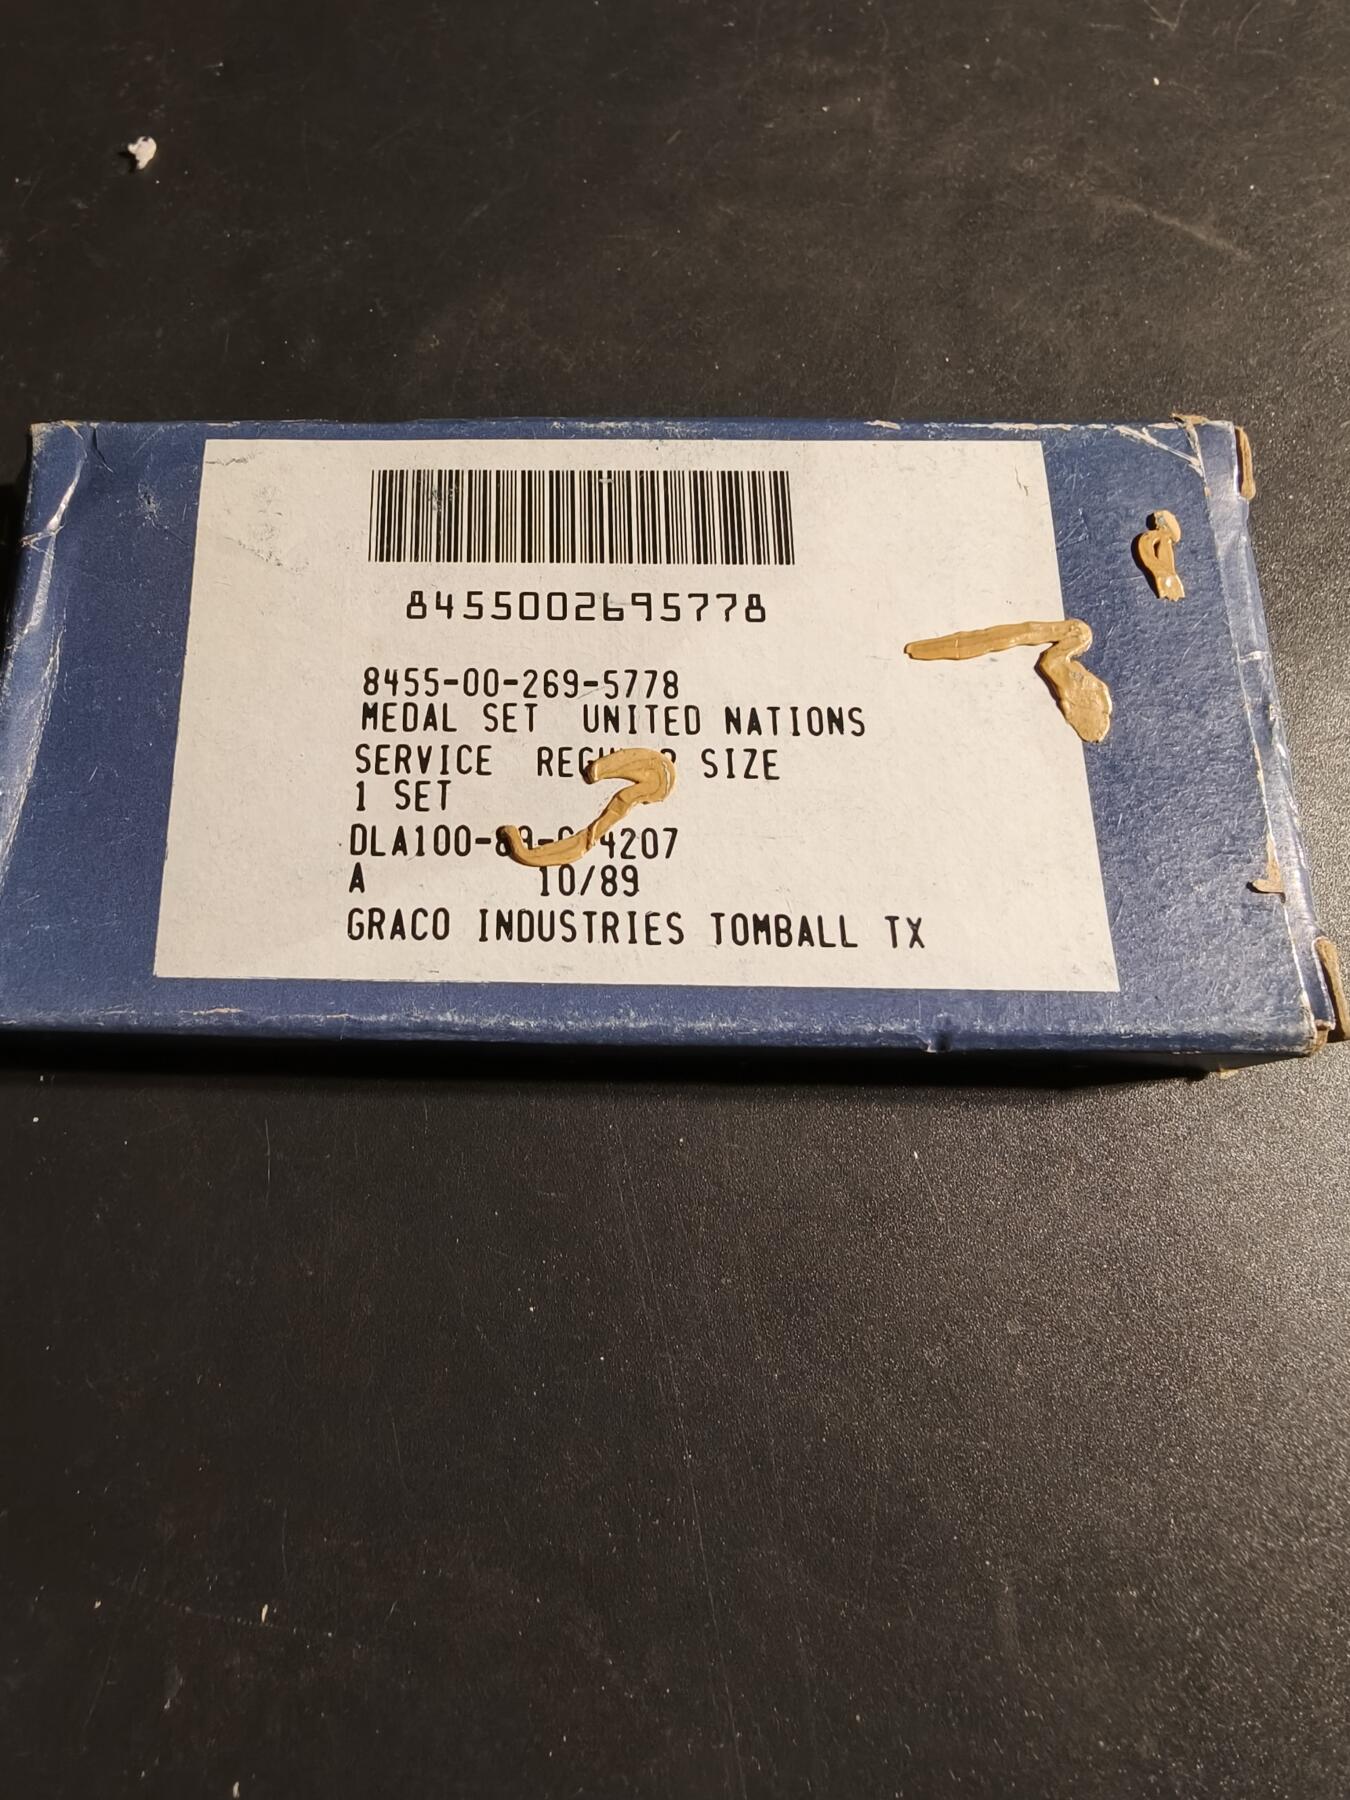 8455002695778
8455-00-269-5778
MEDAL SET UNITED NATIONS
SERVICE SIZE
1 SET
A 10/89
GRACO INDUSTRIES TOMBALL TX